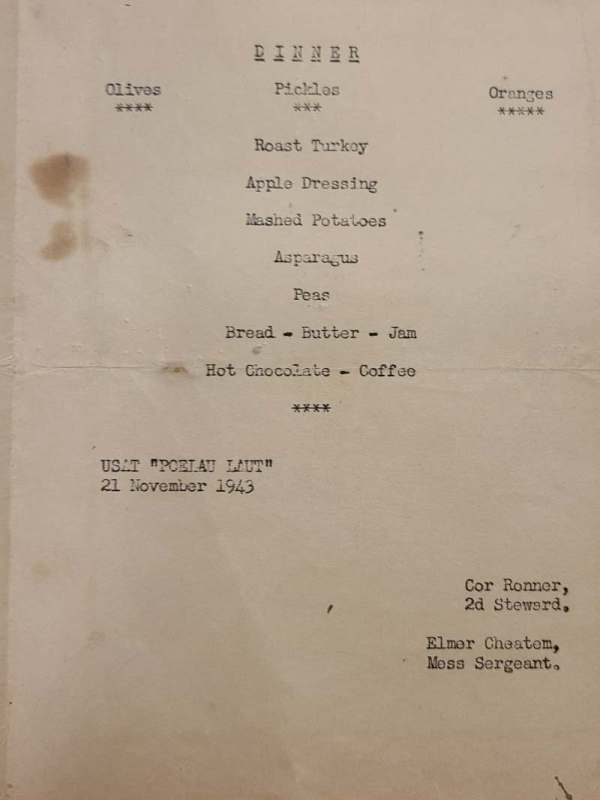 D I N N E R
Olives Pickles Oranges
**** *** *****
Roast Turkey
Apple Dressing
Mashed Potatoes
Asparagus
Peas
Bread - Butter - Jam
Hot Chocolate - Coffee
****
USAT "POELAU LAUT"
21 November 1943
Cor Ronner,
2d Steward.
Elmer Cheatem,
Mess Sergeant.